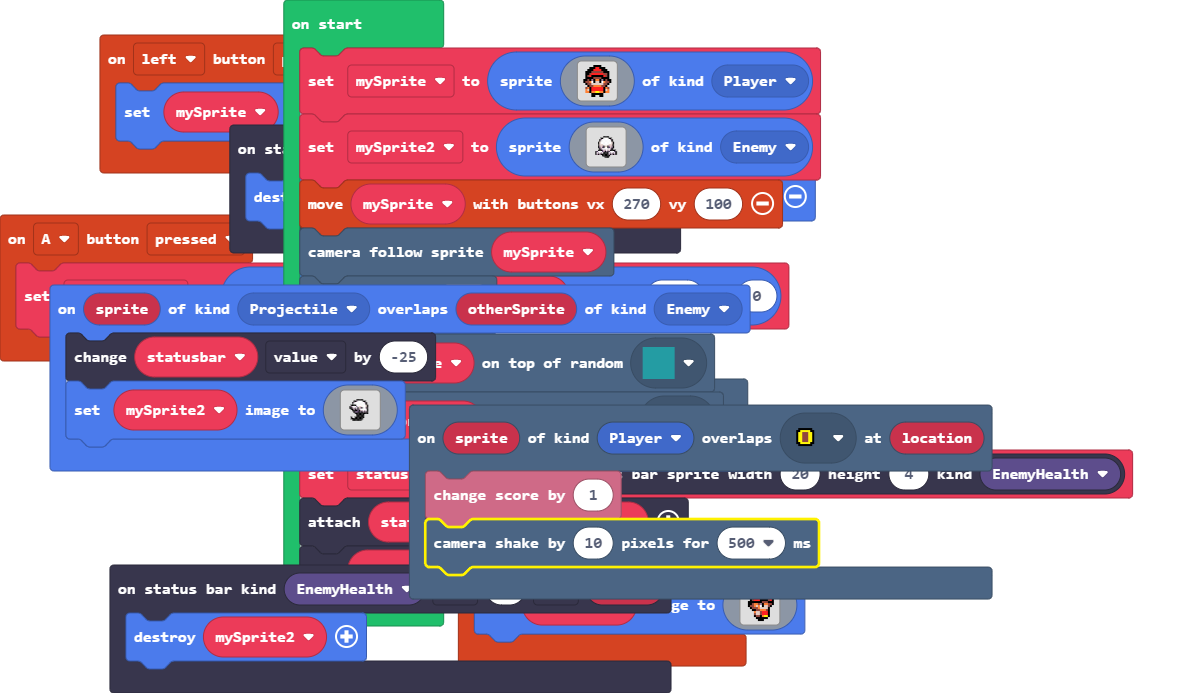 on start
on left button
set mySprite to sprite of kind Player
set mySprite
set mySprite2 to sprite of kind Enemy
on
move mySprite with buttons vx 270 vy 100
on A button pressed
camera follow sprite mySprite
set
0
on sprite of kind Projectile overlaps otherSprite of kind Enemy
change statusbar value by -25
on top of random
set mySprite2 image to
on sprite of kind Player overlaps at location
set status bar sprite width 20 height 4 kind EnemyHealth
change score by 1
attach
camera shake by 10 pixels for 500 ms
on status bar kind EnemyHealth
to
destroy mySprite2